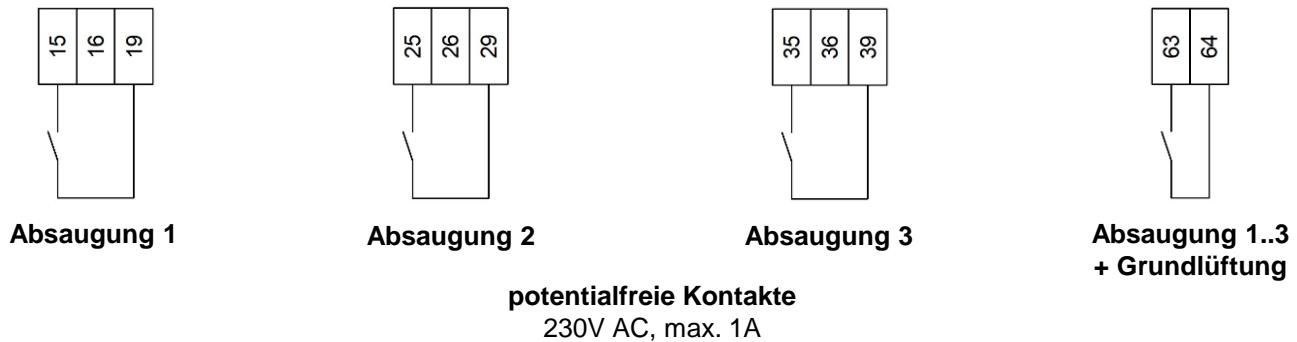 15 16 19
25 26 29
35 36 39
63 64
Absaugung 1
Absaugung 2
Absaugung 3
Absaugung 1..3
+ Grundlüftung
potentialfreie Kontakte
230V AC, max. 1A